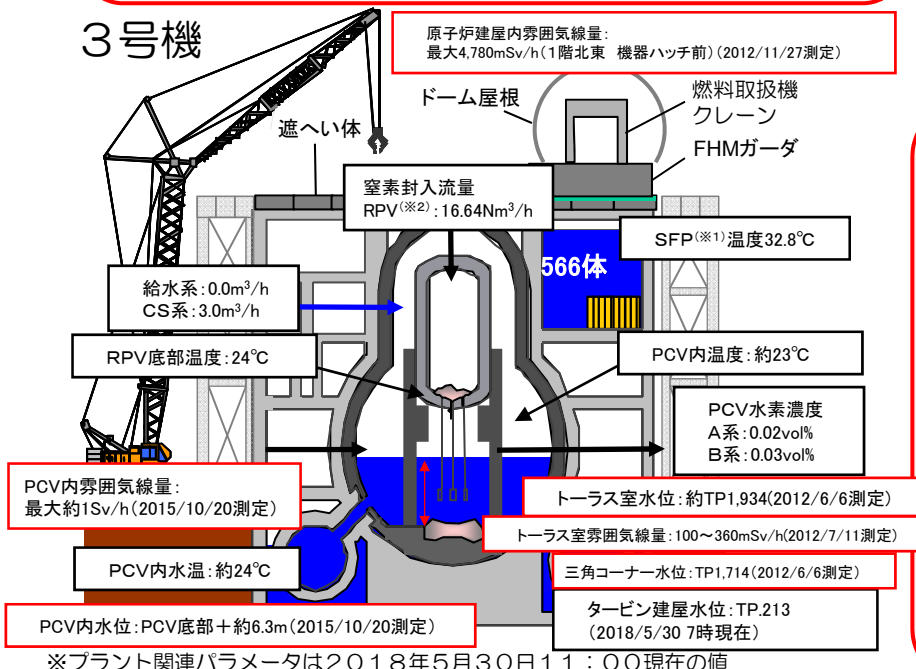 3号機
原子炉建屋内雰囲気線量:
最大4,780mSv/h(1階北東 機器ハッチ前)(2012/11/27測定)
ドーム屋根
燃料取扱機
クレーン
遮へい体
FHMガーダ
窒素封入流量
RPV(※2):16.64Nm³/h
SFP(※1)温度32.8℃
566体
給水系:0.0m³/h
CS系:3.0m³/h
RPV底部温度:24℃
PCV内温度:約23℃
PCV水素濃度
A系:0.02vol%
B系:0.03vol%
PCV内雰囲気線量:
最大約1Sv/h(2015/10/20測定)
トーラス室水位:約TP1,934(2012/6/6測定)
トーラス室雰囲気線量:100~360mSv/h(2012/7/11測定)
PCV内水温:約24℃
三角コーナー水位:TP1,714(2012/6/6測定)
PCV内水位:PCV底部+約6.3m(2015/10/20測定)
タービン建屋水位:TP.213
(2018/5/30 7時現在)
※プラント関連パラメータは2018年5月30日11:00現在の値